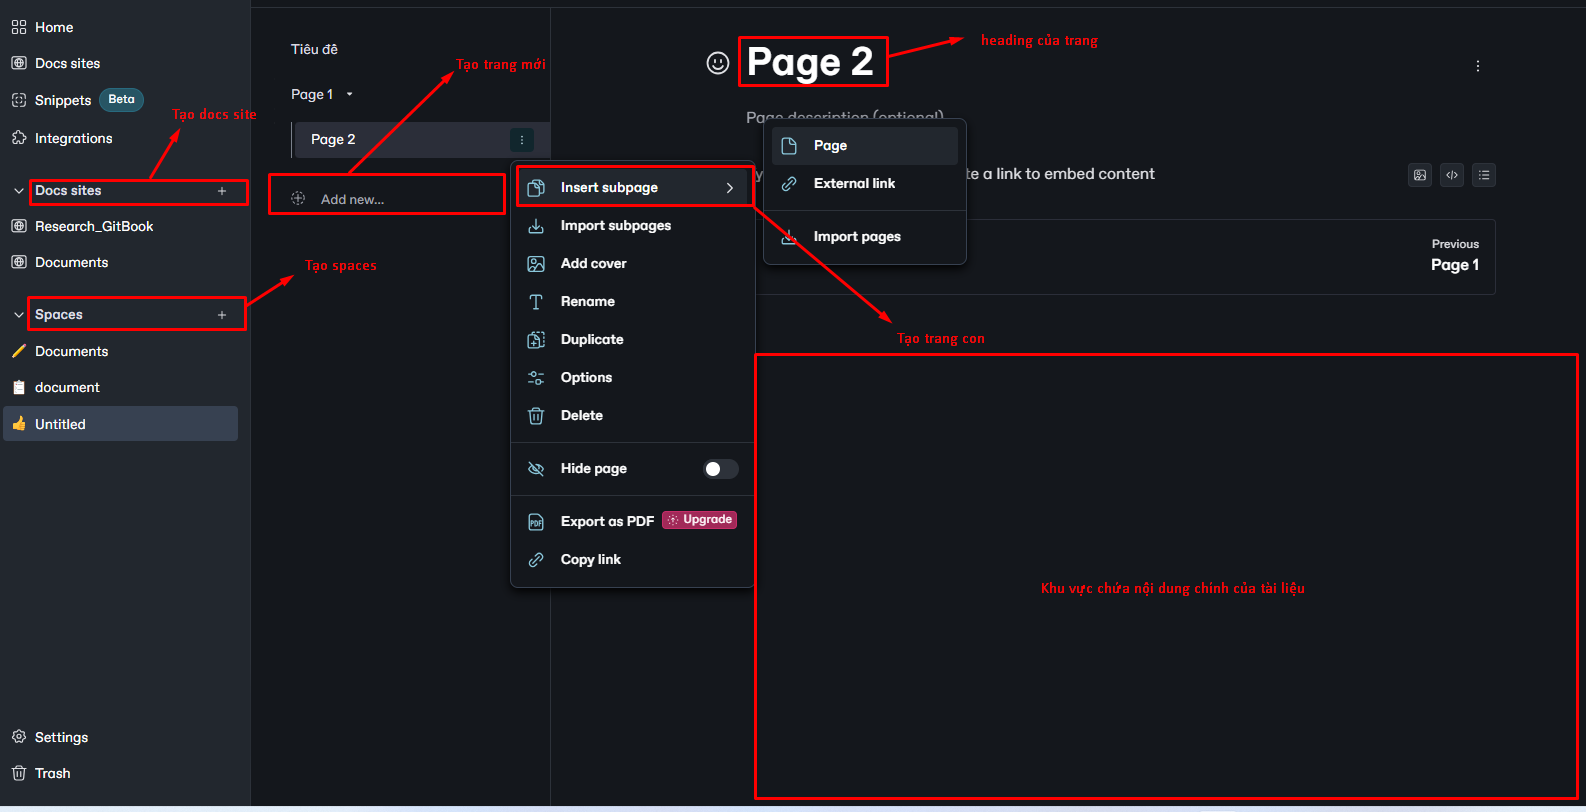 Home
Docs sites
Snippets Beta
Integrations
Tạo docs site
Docs sites +
Research_GitBook
Documents
Tạo spaces
Spaces +
Documents
document
Untitled
Settings
Trash
Tiêu đề
Tạo trang mới
Page 1
Page 2
Add new...
Insert subpage
Import subpages
Add cover
Rename
Duplicate
Options
Delete
Hide page
Export as PDF Upgrade
Copy link
Page 2
heading của trang
Page description (optional)
Page
External link
Import pages
te a link to embed content
Previous
Page 1
Tạo trang con
Khu vực chứa nội dung chính của tài liệu